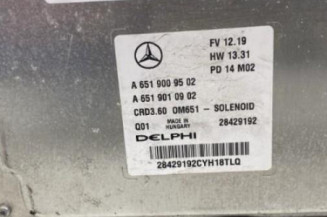 FV 12.19
HW 13.31
PD 14 M02
A 651 900 95 02
A 651 901 09 02
CRD3.60 OM651 - SOLENOID
Q01 MADE IN HUNGARY 28429192
DELPHI
28429192CYH18TLQ